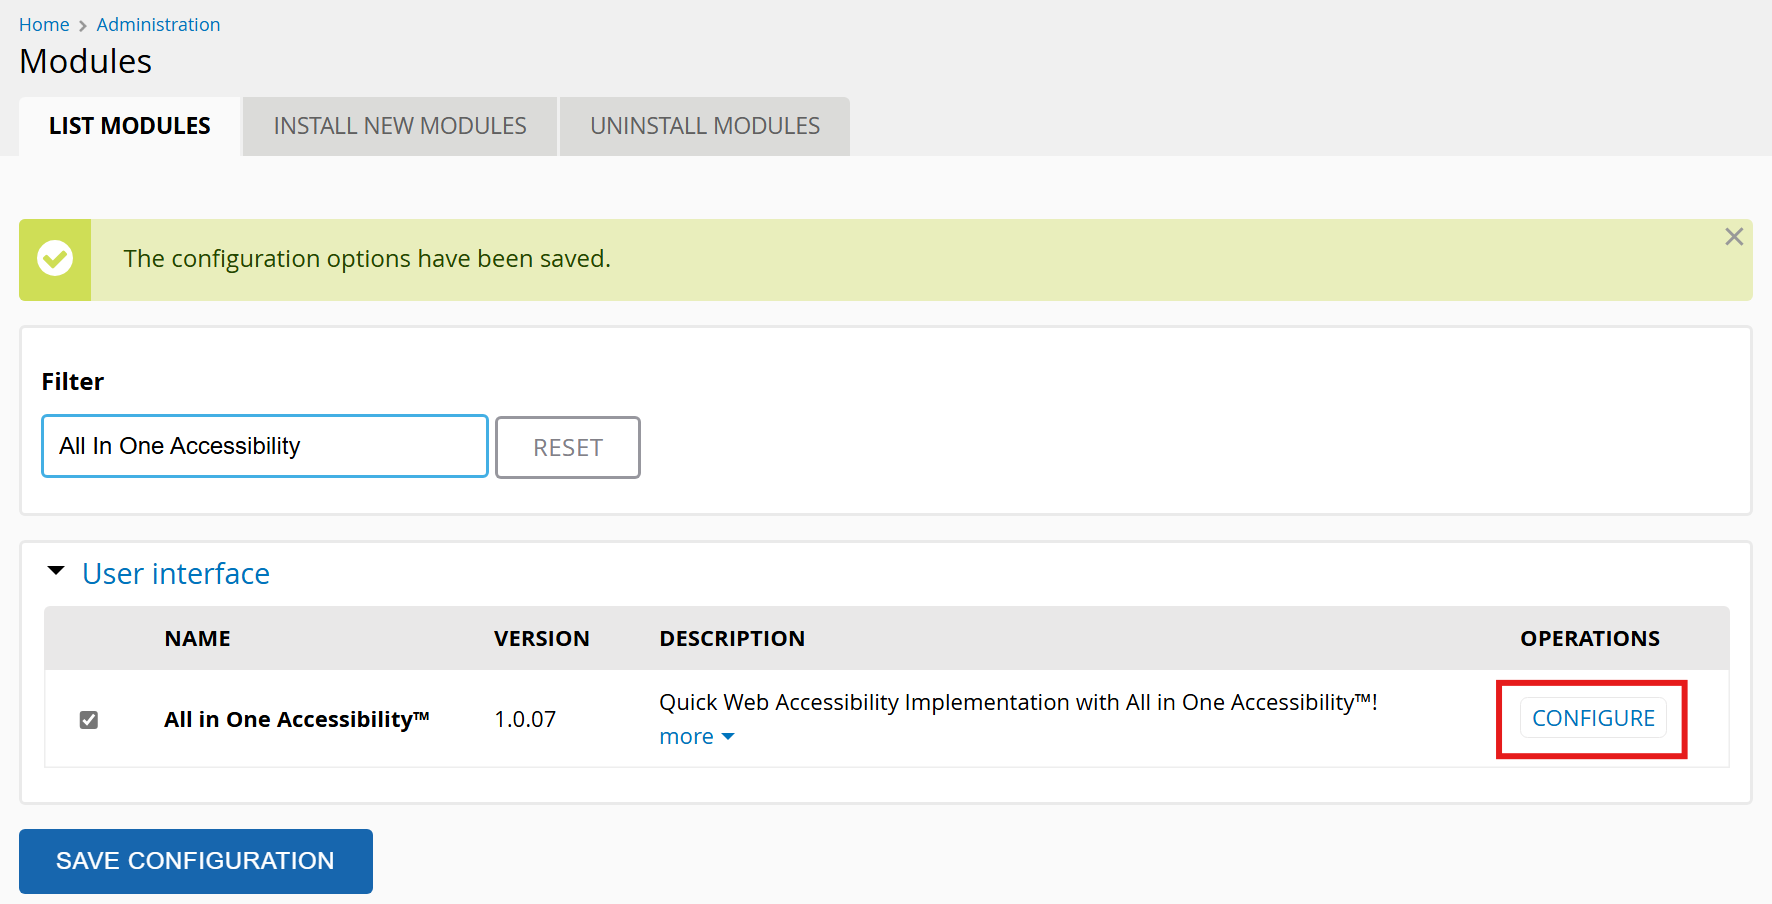 Home > Administration
Modules
LIST MODULES INSTALL NEW MODULES UNINSTALL MODULES
The configuration options have been saved.
Filter
All In One Accessibility RESET
User interface
NAME VERSION DESCRIPTION OPERATIONS
All in One Accessibility™ 1.0.07 Quick Web Accessibility Implementation with All in One Accessibility™! CONFIGURE
more
SAVE CONFIGURATION